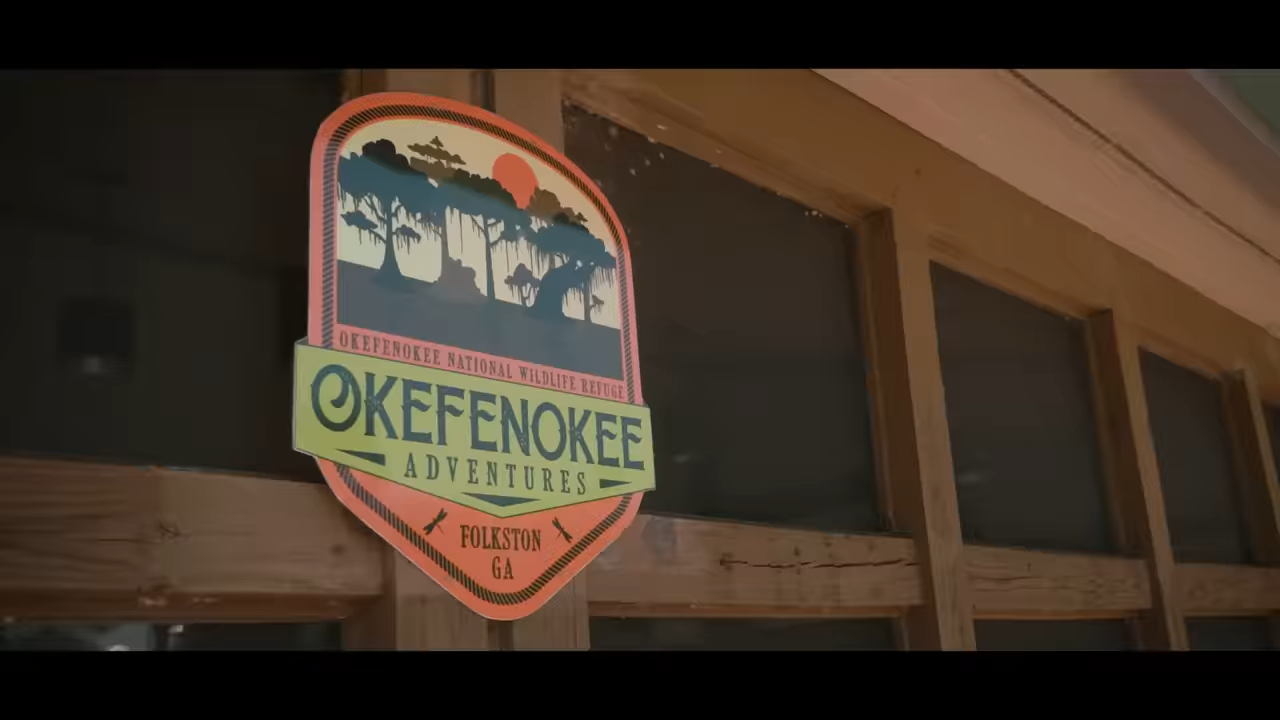 OKEFENOKEE NATIONAL WILDLIFE REFUGE
OKEFENOKEE
ADVENTURES
FOLKSTON
GA